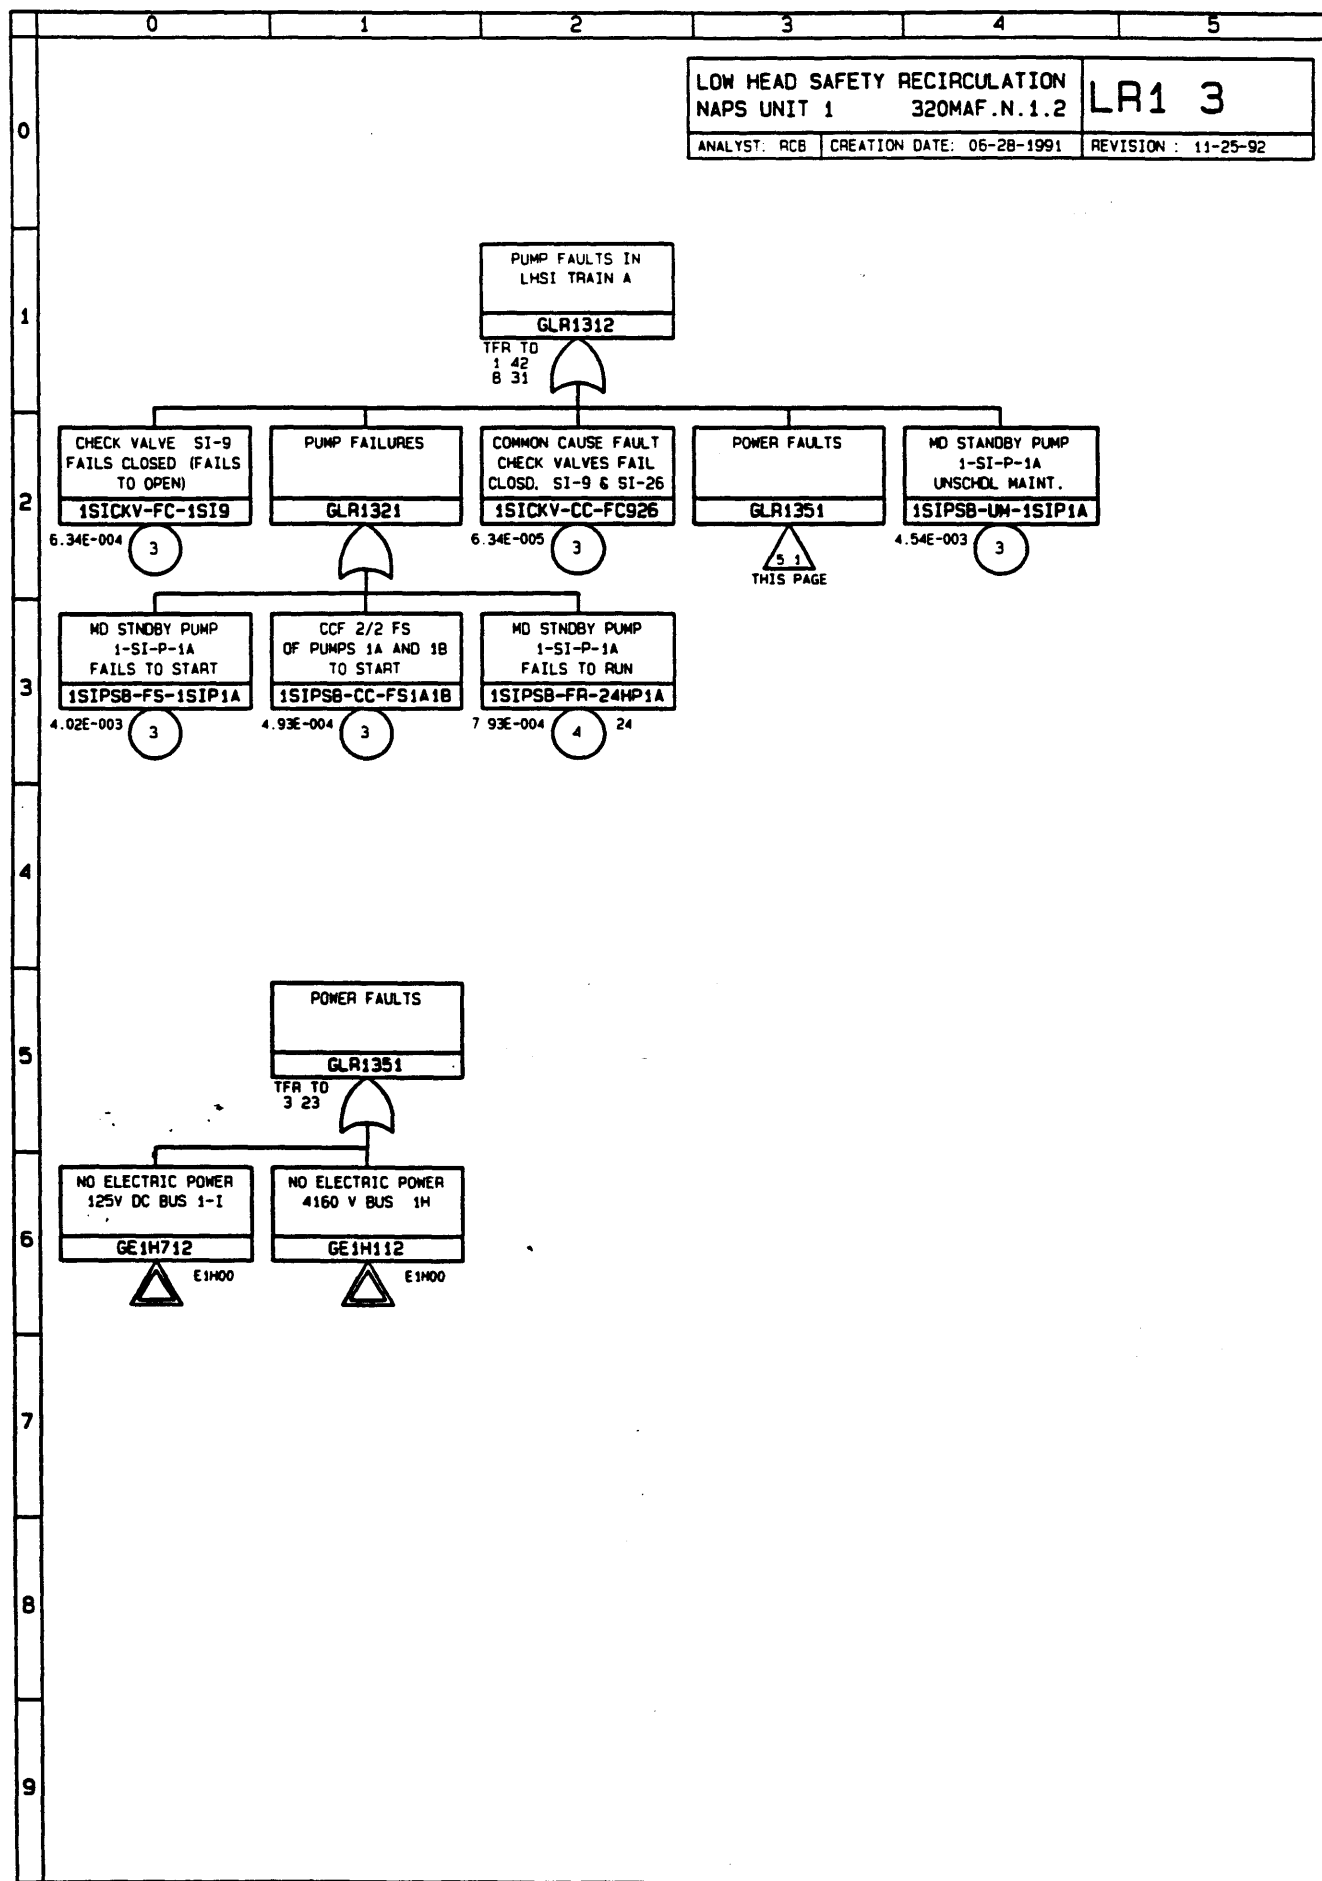 0 1 2 3 4 5
LOW HEAD SAFETY RECIRCULATION
NAPS UNIT 1 320MAF.N.1.2
LR1 3
ANALYST: RCB CREATION DATE: 06-28-1991 REVISION : 11-25-92
0
PUMP FAULTS IN
LHSI TRAIN A
GLR1312
1
TFR TO
1 42
8 31
CHECK VALVE SI-9
FAILS CLOSED (FAILS
TO OPEN)
1SICKV-FC-1SI9
6.34E-004 3
PUMP FAILURES
GLR1321
COMMON CAUSE FAULT
CHECK VALVES FAIL
CLOSD. SI-9 & SI-26
1SICKV-CC-FC926
6.34E-005 3
POWER FAULTS
GLR1351
5 1
THIS PAGE
MD STANDBY PUMP
1-SI-P-1A
UNSCHDL MAINT.
1SIPSB-UM-1SIP1A
4.54E-003 3
2
MD STNDBY PUMP
1-SI-P-1A
FAILS TO START
1SIPSB-FS-1SIP1A
4.02E-003 3
CCF 2/2 FS
OF PUMPS 1A AND 1B
TO START
1SIPSB-CC-FS1A1B
4.93E-004 3
MD STNDBY PUMP
1-SI-P-1A
FAILS TO RUN
1SIPSB-FR-24HP1A
7 93E-004 4 24
3
4
POWER FAULTS
GLR1351
5
TFR TO
3 23
NO ELECTRIC POWER
125V DC BUS 1-I
GE1H712
E1H00
NO ELECTRIC POWER
4160 V BUS 1H
GE1H112
E1H00
6
7
8
9